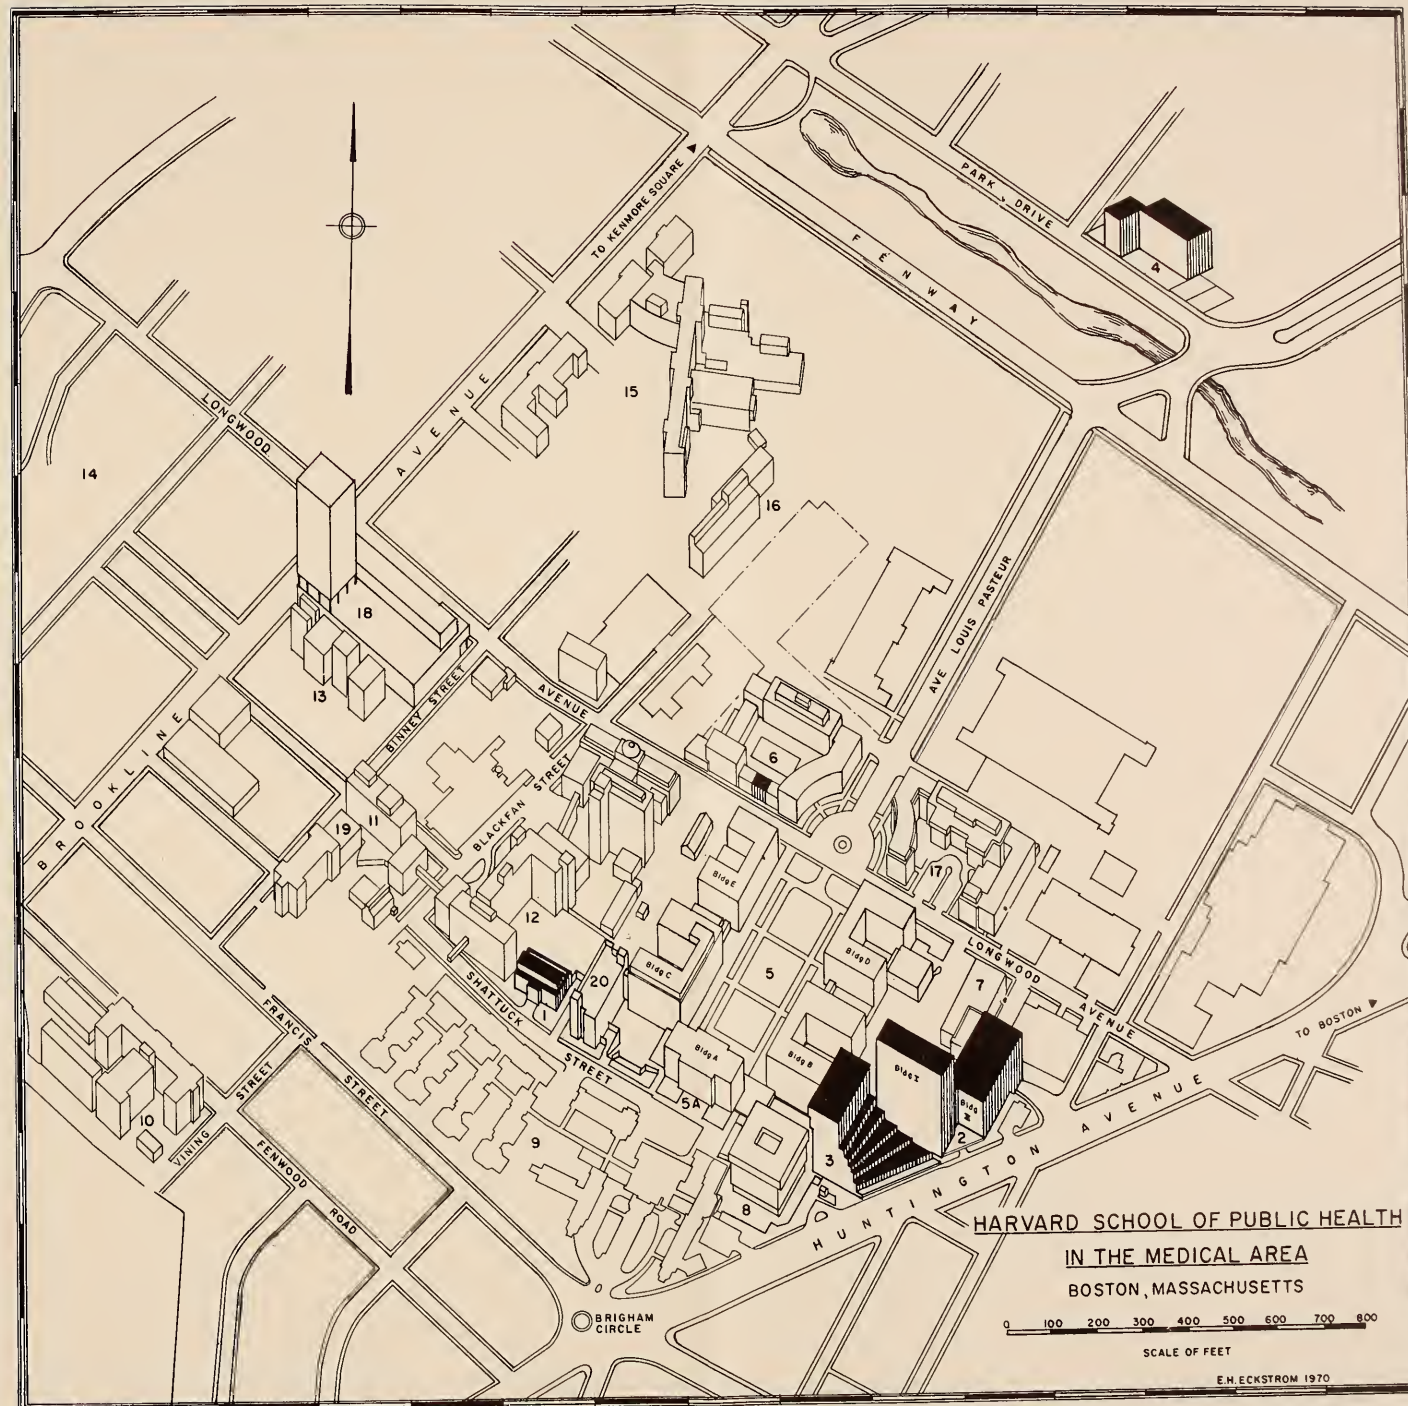 TO KENMORE SQUARE
PARK DRIVE
FENWAY
4
LONGWOOD
AVENUE
15
14
16
18
AVE LOUIS PASTEUR
13
BINNEY STREET
AVENUE
BROOKLINE
6
BLACKFAN STREET
11
19
Bldg E
17
12
Bldg C
Bldg D
LONGWOOD
AVENUE
5
7
20
1
SHATTUCK
STREET
TO BOSTON
FRANCIS
STREET
Bldg A
Bldg B
Bldg I
Bldg
2
5A
STREET
VINING
10
FENWOOD
ROAD
9
3
8
HUNTINGTON AVENUE
BRIGHAM
CIRCLE
HARVARD SCHOOL OF PUBLIC HEALTH
IN THE MEDICAL AREA
BOSTON, MASSACHUSETTS
0 100 200 300 400 500 600 700 800
SCALE OF FEET
E.H. ECKSTROM 1970